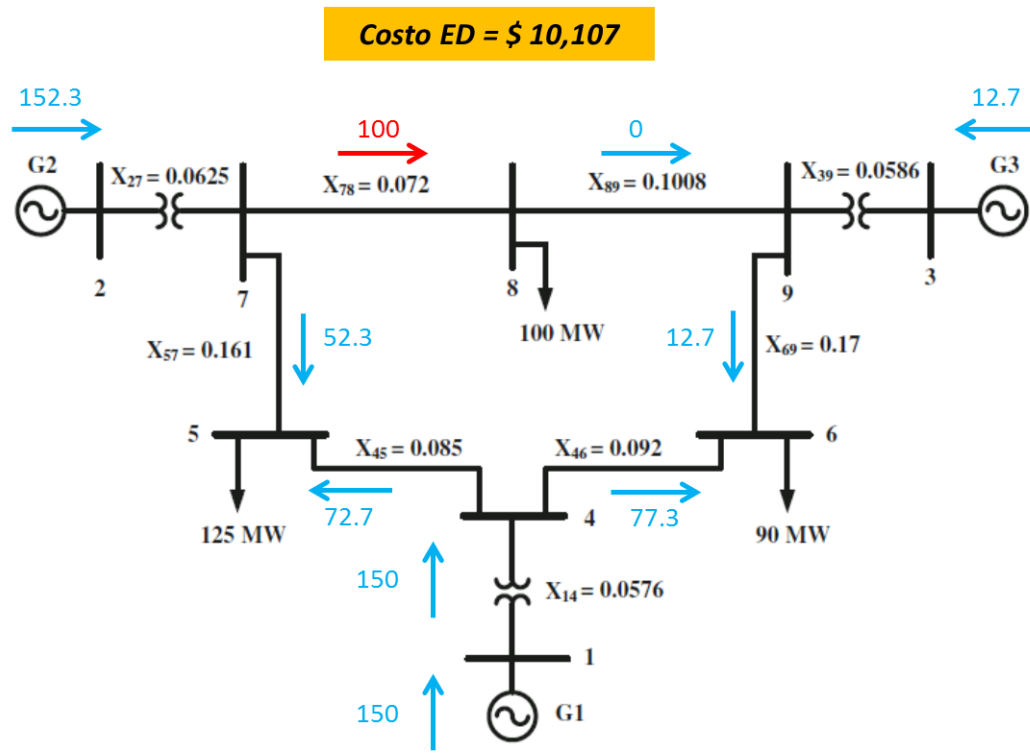 Costo ED = $ 10,107
152.3
100
0
12.7
G2
X27 = 0.0625
X78 = 0.072
X89 = 0.1008
X39 = 0.0586
G3
2
7
8
9
3
100 MW
X57 = 0.161
52.3
12.7
X69 = 0.17
5
X45 = 0.085
X46 = 0.092
6
125 MW
72.7
4
77.3
90 MW
150
X14 = 0.0576
1
150
G1